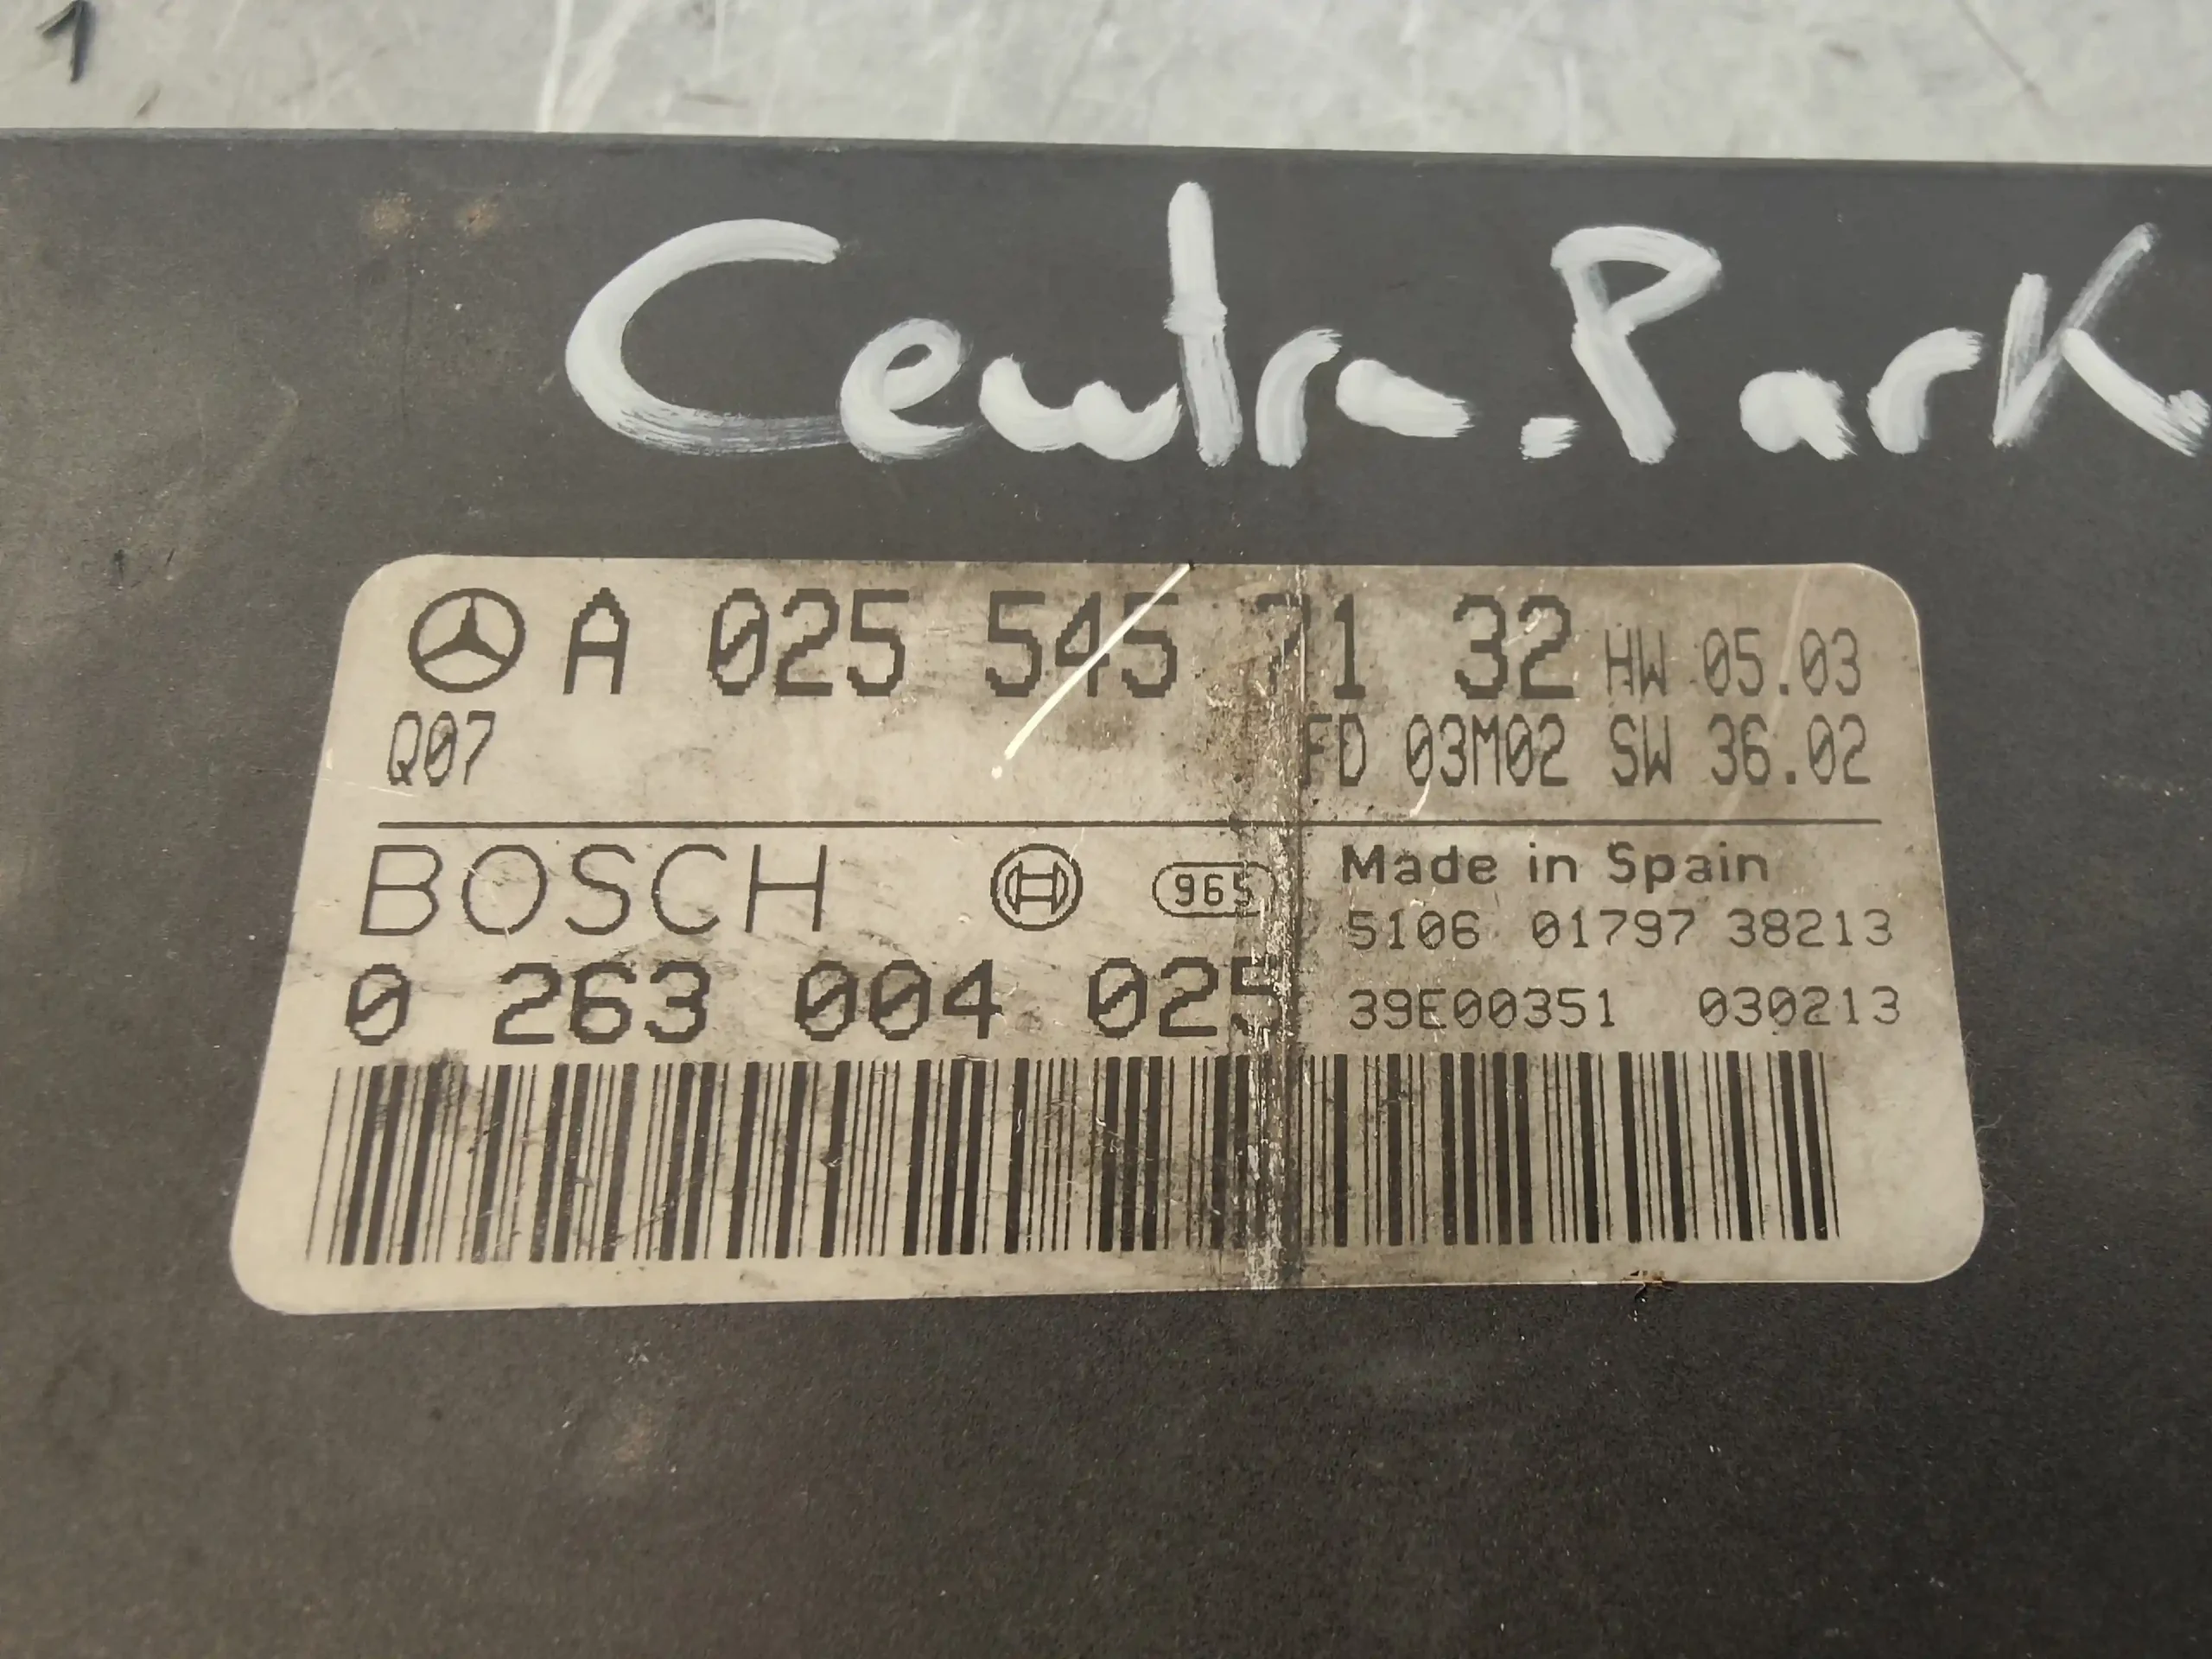 1
Centra.Park
A 025 545 71 32 HW 05.03
Q07 FD 03M02 SW 36.02
BOSCH 965 Made in Spain
5106 01797 38213
0 263 004 025 39E00351 030213